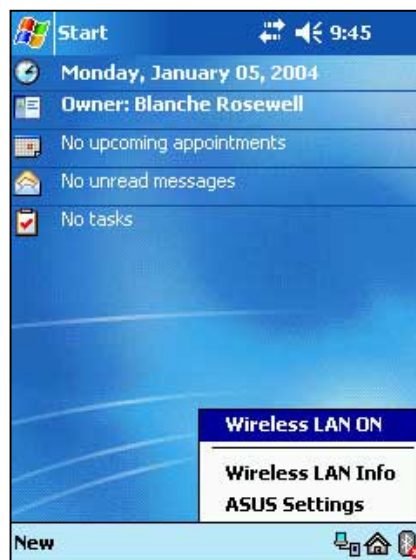 Start 9:45
Monday, January 05, 2004
Owner: Blanche Rosewell
No upcoming appointments
No unread messages
No tasks
Wireless LAN ON
Wireless LAN Info
ASUS Settings
New